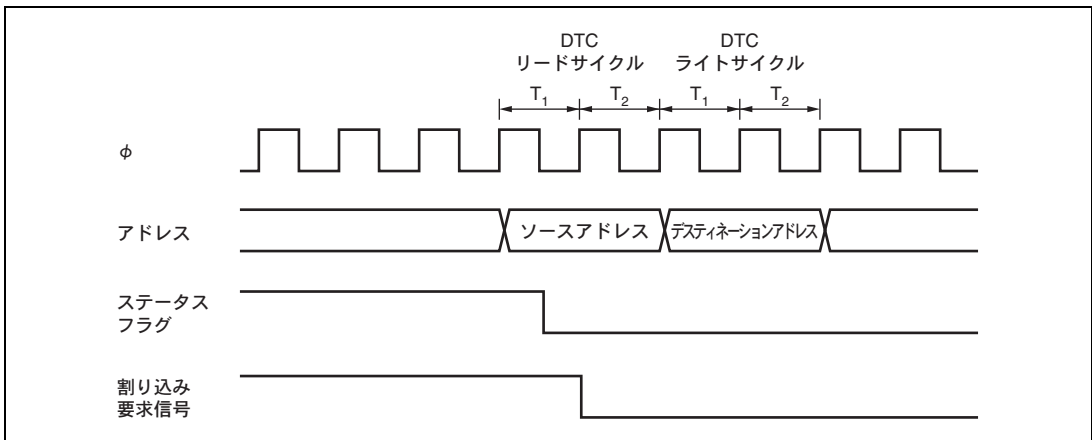 DTC
リードサイクル
DTC
ライトサイクル
T1 T2 T1 T2
φ
アドレス
ソースアドレス デスティネーションアドレス
ステータス
フラグ
割り込み
要求信号